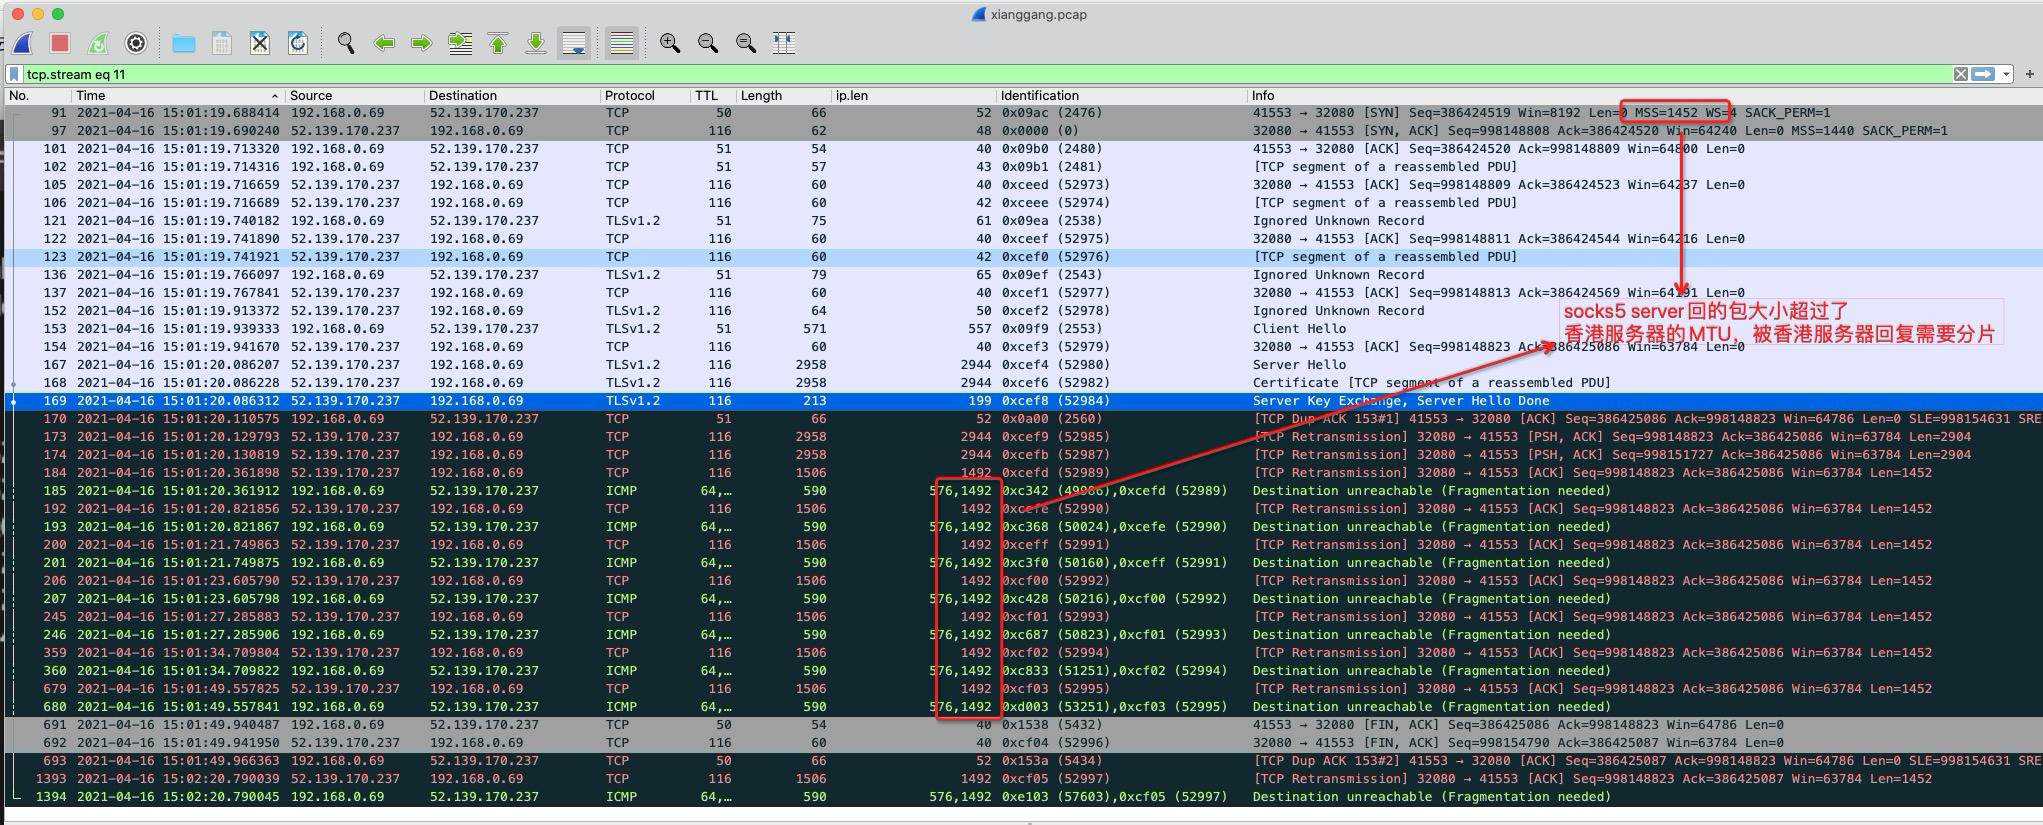 xianggang.pcap
tcp.stream eq 11
No. Time Source Destination Protocol TTL Length ip.len Identification Info
91 2021-04-16 15:01:19.688414 192.168.0.69 52.139.170.237 TCP 50 66 52 0x09ac (2476) 41553 → 32080 [SYN] Seq=386424519 Win=8192 Len=0 MSS=1452 WS=4 SACK_PERM=1
97 2021-04-16 15:01:19.690240 52.139.170.237 192.168.0.69 TCP 116 62 48 0x0000 (0) 32080 → 41553 [SYN, ACK] Seq=998148808 Ack=386424520 Win=64240 Len=0 MSS=1440 SACK_PERM=1
101 2021-04-16 15:01:19.713320 192.168.0.69 52.139.170.237 TCP 51 54 40 0x09b0 (2480) 41553 → 32080 [ACK] Seq=386424520 Ack=998148809 Win=64800 Len=0
102 2021-04-16 15:01:19.714316 192.168.0.69 52.139.170.237 TCP 51 57 43 0x09b1 (2481) [TCP segment of a reassembled PDU]
105 2021-04-16 15:01:19.716659 52.139.170.237 192.168.0.69 TCP 116 60 40 0xceed (52973) 32080 → 41553 [ACK] Seq=998148809 Ack=386424523 Win=64237 Len=0
106 2021-04-16 15:01:19.716689 52.139.170.237 192.168.0.69 TCP 116 60 42 0xceee (52974) [TCP segment of a reassembled PDU]
121 2021-04-16 15:01:19.740182 192.168.0.69 52.139.170.237 TLSv1.2 51 75 61 0x09ea (2538) Ignored Unknown Record
122 2021-04-16 15:01:19.741890 52.139.170.237 192.168.0.69 TCP 116 60 40 0xceef (52975) 32080 → 41553 [ACK] Seq=998148811 Ack=386424544 Win=64216 Len=0
123 2021-04-16 15:01:19.741921 52.139.170.237 192.168.0.69 TCP 116 60 42 0xcef0 (52976) [TCP segment of a reassembled PDU]
136 2021-04-16 15:01:19.766097 192.168.0.69 52.139.170.237 TLSv1.2 51 79 65 0x09ef (2543) Ignored Unknown Record
137 2021-04-16 15:01:19.767841 52.139.170.237 192.168.0.69 TCP 116 60 40 0xcef1 (52977) 32080 → 41553 [ACK] Seq=998148813 Ack=386424569 Win=64191 Len=0
152 2021-04-16 15:01:19.913372 52.139.170.237 192.168.0.69 TLSv1.2 116 64 50 0xcef2 (52978) Ignored Unknown Record
socks5 server回的包大小超过了
153 2021-04-16 15:01:19.939333 192.168.0.69 52.139.170.237 TLSv1.2 51 571 557 0x09f9 (2553) Client Hello
香港服务器的MTU，被香港服务器回复需要分片
154 2021-04-16 15:01:19.941670 52.139.170.237 192.168.0.69 TCP 116 60 40 0xcef3 (52979) 32080 → 41553 [ACK] Seq=998148823 Ack=386425086 Win=63784 Len=0
167 2021-04-16 15:01:20.086207 52.139.170.237 192.168.0.69 TLSv1.2 116 2958 2944 0xcef4 (52980) Server Hello
168 2021-04-16 15:01:20.086228 52.139.170.237 192.168.0.69 TLSv1.2 116 2958 2944 0xcef6 (52982) Certificate [TCP segment of a reassembled PDU]
169 2021-04-16 15:01:20.086312 52.139.170.237 192.168.0.69 TLSv1.2 116 213 199 0xcef8 (52984) Server Key Exchange, Server Hello Done
170 2021-04-16 15:01:20.110575 192.168.0.69 52.139.170.237 TCP 51 66 52 0x0a00 (2560) [TCP Dup ACK 153#1] 41553 → 32080 [ACK] Seq=386425086 Ack=998148823 Win=64786 Len=0 SLE=998154631 SRE
173 2021-04-16 15:01:20.129793 52.139.170.237 192.168.0.69 TCP 116 2958 2944 0xcef9 (52985) [TCP Retransmission] 32080 → 41553 [PSH, ACK] Seq=998148823 Ack=386425086 Win=63784 Len=2904
174 2021-04-16 15:01:20.130819 52.139.170.237 192.168.0.69 TCP 116 2958 2944 0xcefb (52987) [TCP Retransmission] 32080 → 41553 [PSH, ACK] Seq=998151727 Ack=386425086 Win=63784 Len=2904
184 2021-04-16 15:01:20.361898 52.139.170.237 192.168.0.69 TCP 116 1506 1492 0xcefd (52989) [TCP Retransmission] 32080 → 41553 [ACK] Seq=998148823 Ack=386425086 Win=63784 Len=1452
185 2021-04-16 15:01:20.361912 192.168.0.69 52.139.170.237 ICMP 64,… 590 576,1492 0xc342 (49986),0xcefd (52989) Destination unreachable (Fragmentation needed)
192 2021-04-16 15:01:20.821856 52.139.170.237 192.168.0.69 TCP 116 1506 1492 0xcefe (52990) [TCP Retransmission] 32080 → 41553 [ACK] Seq=998148823 Ack=386425086 Win=63784 Len=1452
193 2021-04-16 15:01:20.821867 192.168.0.69 52.139.170.237 ICMP 64,… 590 576,1492 0xc368 (50024),0xcefe (52990) Destination unreachable (Fragmentation needed)
200 2021-04-16 15:01:21.749863 52.139.170.237 192.168.0.69 TCP 116 1506 1492 0xceff (52991) [TCP Retransmission] 32080 → 41553 [ACK] Seq=998148823 Ack=386425086 Win=63784 Len=1452
201 2021-04-16 15:01:21.749875 192.168.0.69 52.139.170.237 ICMP 64,… 590 576,1492 0xc3f0 (50160),0xceff (52991) Destination unreachable (Fragmentation needed)
206 2021-04-16 15:01:23.605790 52.139.170.237 192.168.0.69 TCP 116 1506 1492 0xcf00 (52992) [TCP Retransmission] 32080 → 41553 [ACK] Seq=998148823 Ack=386425086 Win=63784 Len=1452
207 2021-04-16 15:01:23.605798 192.168.0.69 52.139.170.237 ICMP 64,… 590 576,1492 0xc428 (50216),0xcf00 (52992) Destination unreachable (Fragmentation needed)
245 2021-04-16 15:01:27.285883 52.139.170.237 192.168.0.69 TCP 116 1506 1492 0xcf01 (52993) [TCP Retransmission] 32080 → 41553 [ACK] Seq=998148823 Ack=386425086 Win=63784 Len=1452
246 2021-04-16 15:01:27.285906 192.168.0.69 52.139.170.237 ICMP 64,… 590 576,1492 0xc687 (50823),0xcf01 (52993) Destination unreachable (Fragmentation needed)
359 2021-04-16 15:01:34.709804 52.139.170.237 192.168.0.69 TCP 116 1506 1492 0xcf02 (52994) [TCP Retransmission] 32080 → 41553 [ACK] Seq=998148823 Ack=386425086 Win=63784 Len=1452
360 2021-04-16 15:01:34.709822 192.168.0.69 52.139.170.237 ICMP 64,… 590 576,1492 0xc833 (51251),0xcf02 (52994) Destination unreachable (Fragmentation needed)
679 2021-04-16 15:01:49.557825 52.139.170.237 192.168.0.69 TCP 116 1506 1492 0xcf03 (52995) [TCP Retransmission] 32080 → 41553 [ACK] Seq=998148823 Ack=386425086 Win=63784 Len=1452
680 2021-04-16 15:01:49.557841 192.168.0.69 52.139.170.237 ICMP 64,… 590 576,1492 0xd003 (53251),0xcf03 (52995) Destination unreachable (Fragmentation needed)
691 2021-04-16 15:01:49.940487 192.168.0.69 52.139.170.237 TCP 50 54 40 0x1538 (5432) 41553 → 32080 [FIN, ACK] Seq=386425086 Ack=998148823 Win=64786 Len=0
692 2021-04-16 15:01:49.941950 52.139.170.237 192.168.0.69 TCP 116 60 40 0xcf04 (52996) 32080 → 41553 [FIN, ACK] Seq=998154790 Ack=386425087 Win=63784 Len=0
693 2021-04-16 15:01:49.966363 192.168.0.69 52.139.170.237 TCP 50 66 52 0x153a (5434) [TCP Dup ACK 153#2] 41553 → 32080 [ACK] Seq=386425087 Ack=998148823 Win=64786 Len=0 SLE=998154631 SRE
1393 2021-04-16 15:02:20.790039 52.139.170.237 192.168.0.69 TCP 116 1506 1492 0xcf05 (52997) [TCP Retransmission] 32080 → 41553 [ACK] Seq=998148823 Ack=386425087 Win=63784 Len=1452
1394 2021-04-16 15:02:20.790045 192.168.0.69 52.139.170.237 ICMP 64,… 590 576,1492 0xe103 (57603),0xcf05 (52997) Destination unreachable (Fragmentation needed)